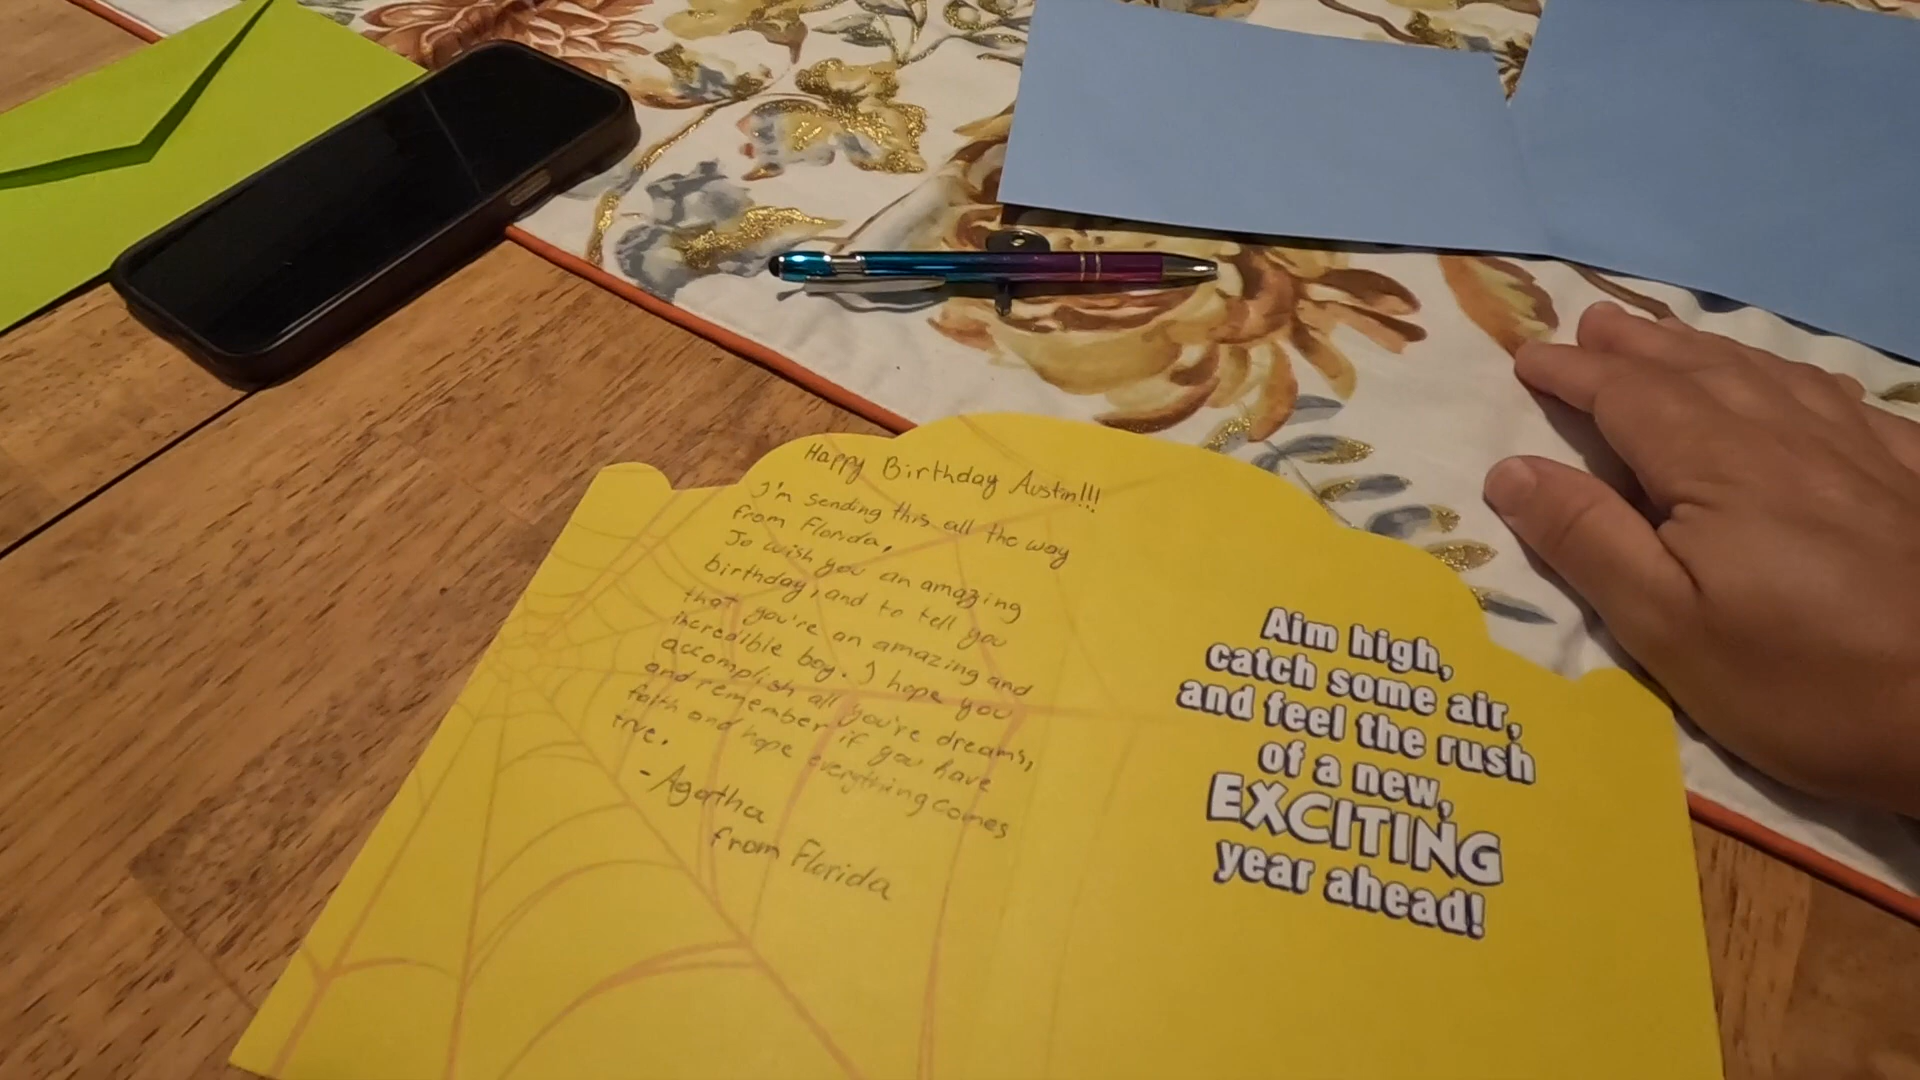 Happy Birthday Austin!!!
I'm sending this all the way
from Florida,
To wish you an amazing
birthday, and to tell you
that you're an amazing and
incredible boy. I hope you
accomplish all you're dreams,
and remember if you have
faith and hope everything comes
true.
-Agatha
from Florida
Aim high,
catch some air,
and feel the rush
of a new,
EXCITING
year ahead!